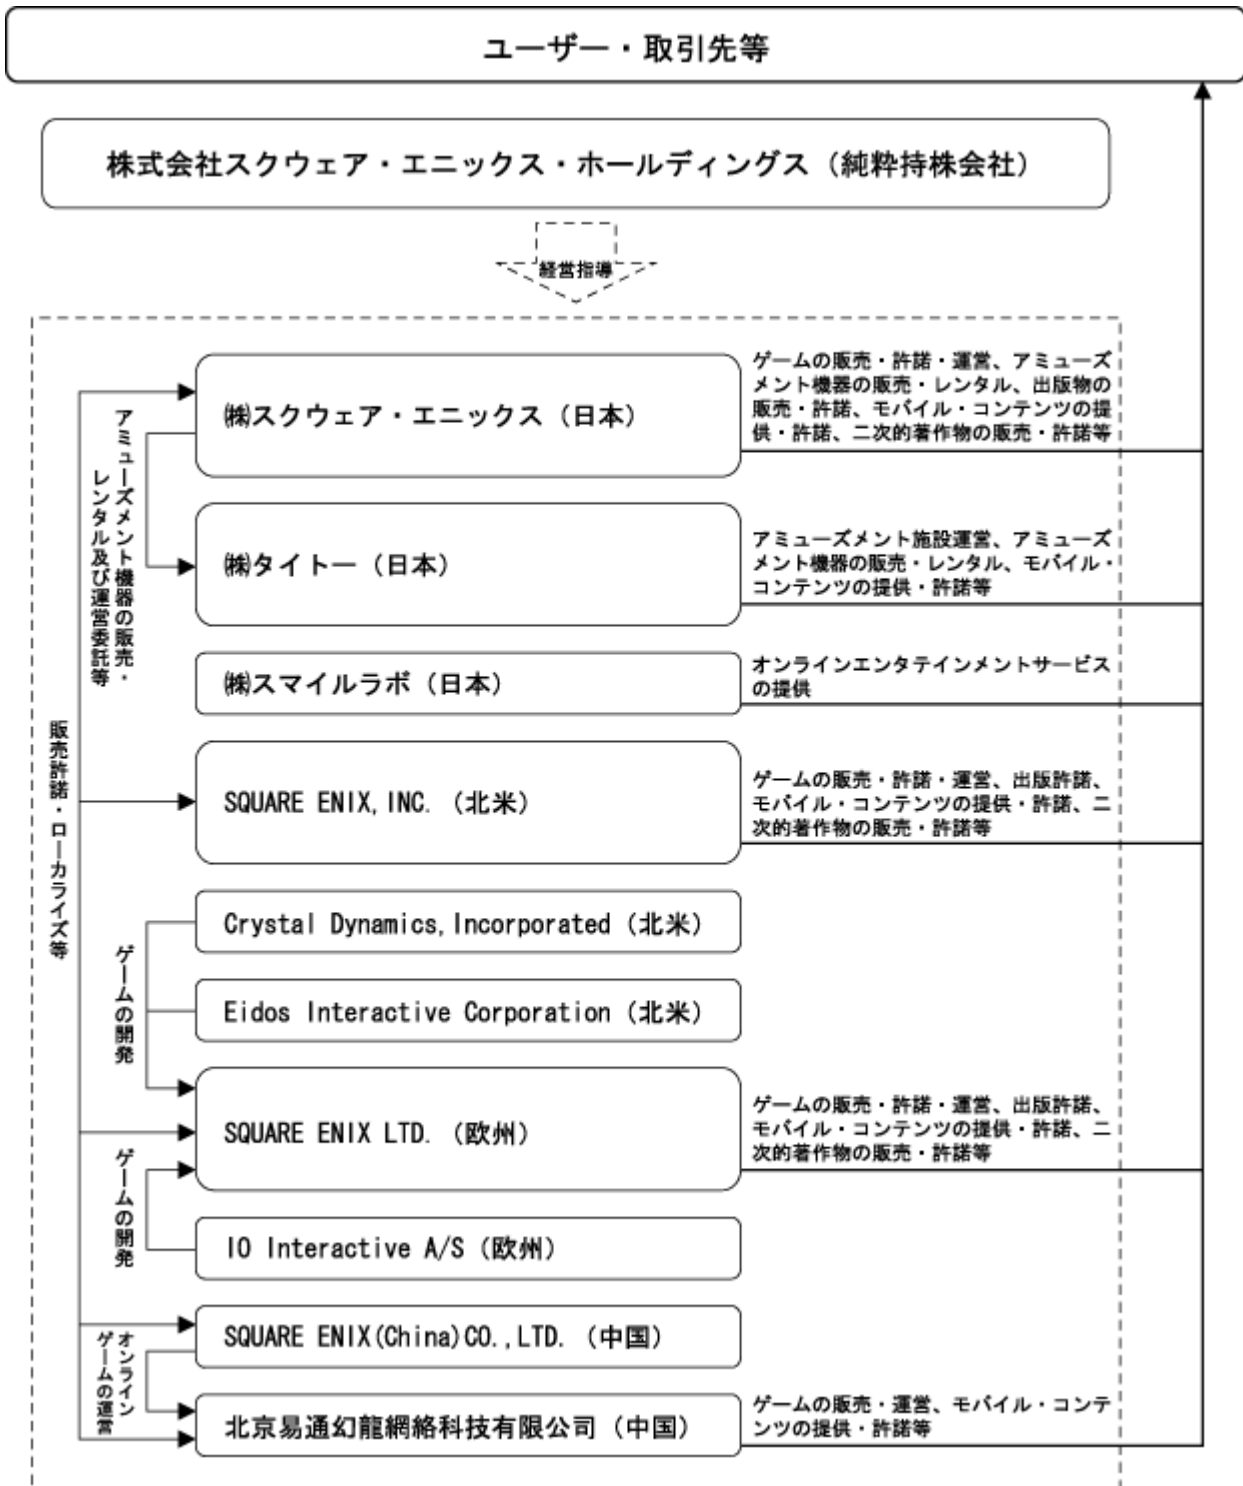 ユーザー・取引先等
株式会社スクウェア・エニックス・ホールディングス（純粋持株会社）
経営指導
㈱スクウェア・エニックス（日本）
ゲームの販売・許諾・運営、アミューズ
メント機器の販売・レンタル、出版物の
販売・許諾、モバイル・コンテンツの提
供・許諾、二次的著作物の販売・許諾等
アミューズメント機器の販売・
レンタル及び運営委託等
㈱タイトー（日本）
アミューズメント施設運営、アミューズ
メント機器の販売・レンタル、モバイル・
コンテンツの提供・許諾等
㈱スマイルラボ（日本）
オンラインエンタテインメントサービス
の提供
販売許諾・ローカライズ等
SQUARE ENIX,INC.（北米）
ゲームの販売・許諾・運営、出版許諾、
モバイル・コンテンツの提供・許諾、二
次的著作物の販売・許諾等
Crystal Dynamics,Incorporated（北米）
ゲームの開発
Eidos Interactive Corporation（北米）
SQUARE ENIX LTD.（欧州）
ゲームの販売・許諾・運営、出版許諾、
モバイル・コンテンツの提供・許諾、二
次的著作物の販売・許諾等
ゲームの開発
IO Interactive A/S（欧州）
SQUARE ENIX(China)CO.,LTD.（中国）
オンライン
ゲームの運営
北京易通幻龍網絡科技有限公司（中国）
ゲームの販売・運営、モバイル・コンテ
ンツの提供・許諾等